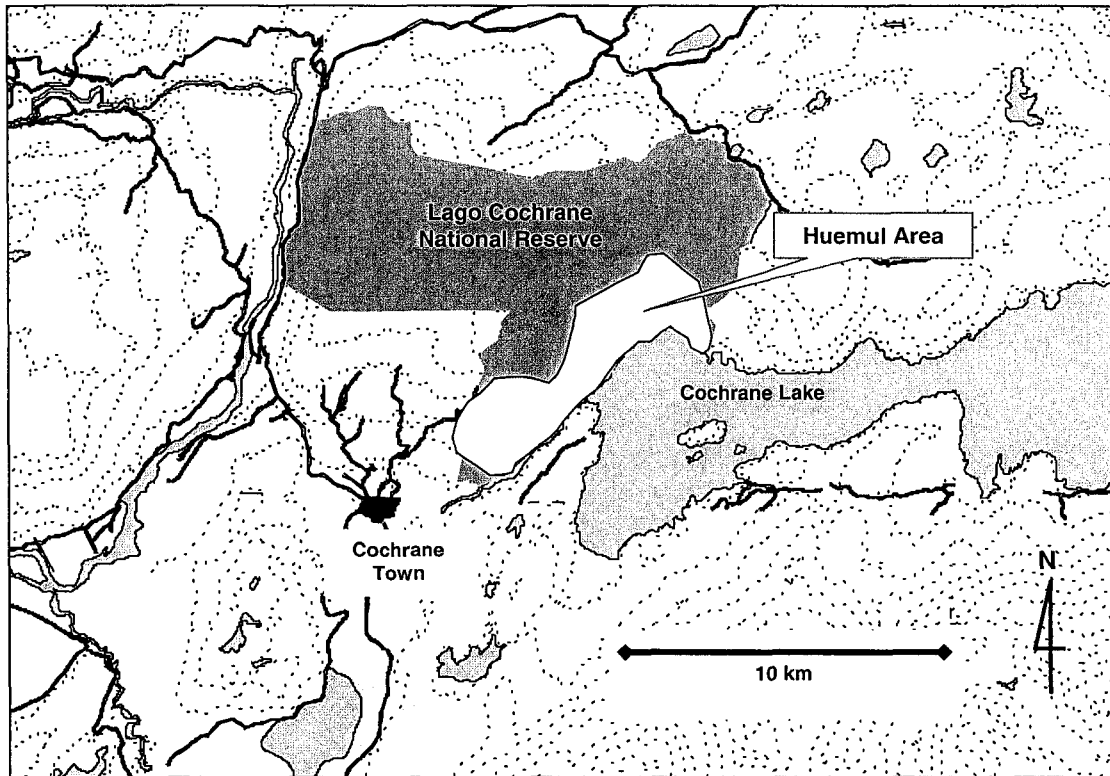 Lago Cochrane
National Reserve
Huemul Area
Cochrane Lake
Cochrane
Town
N
10 km